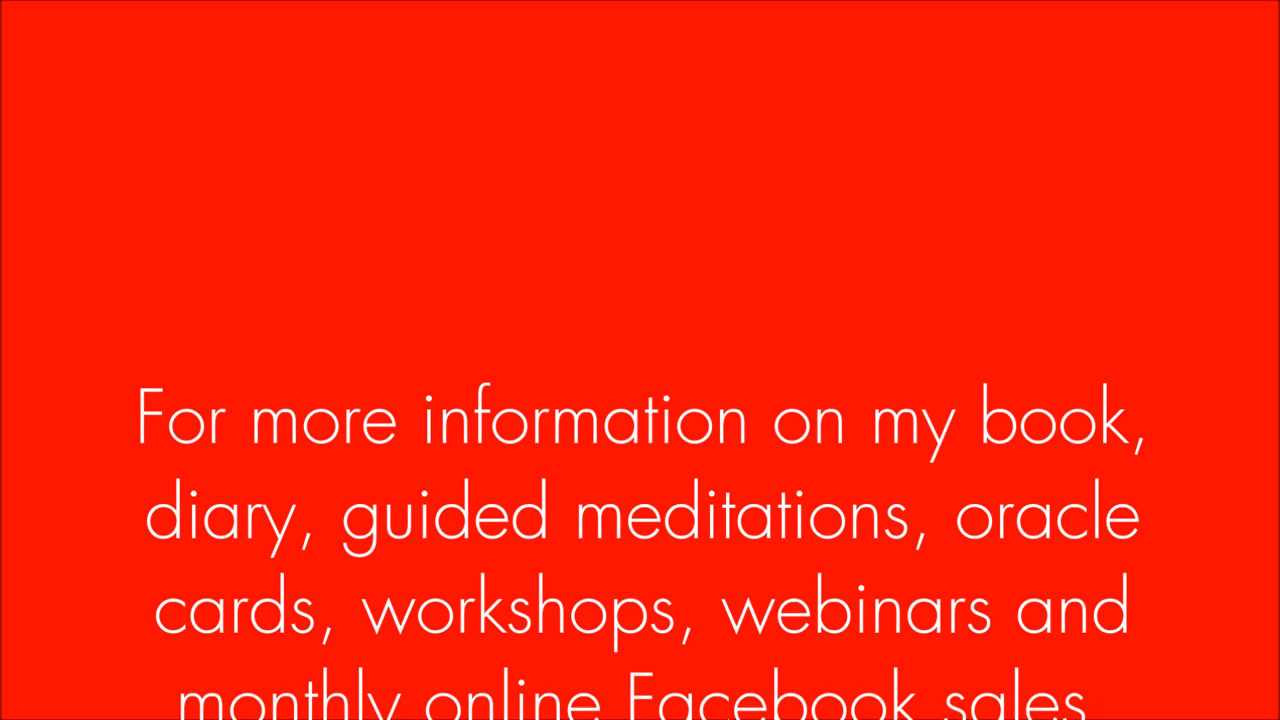 For more information on my book,
diary, guided meditations, oracle
cards, workshops, webinars and
monthly online Facebook sales